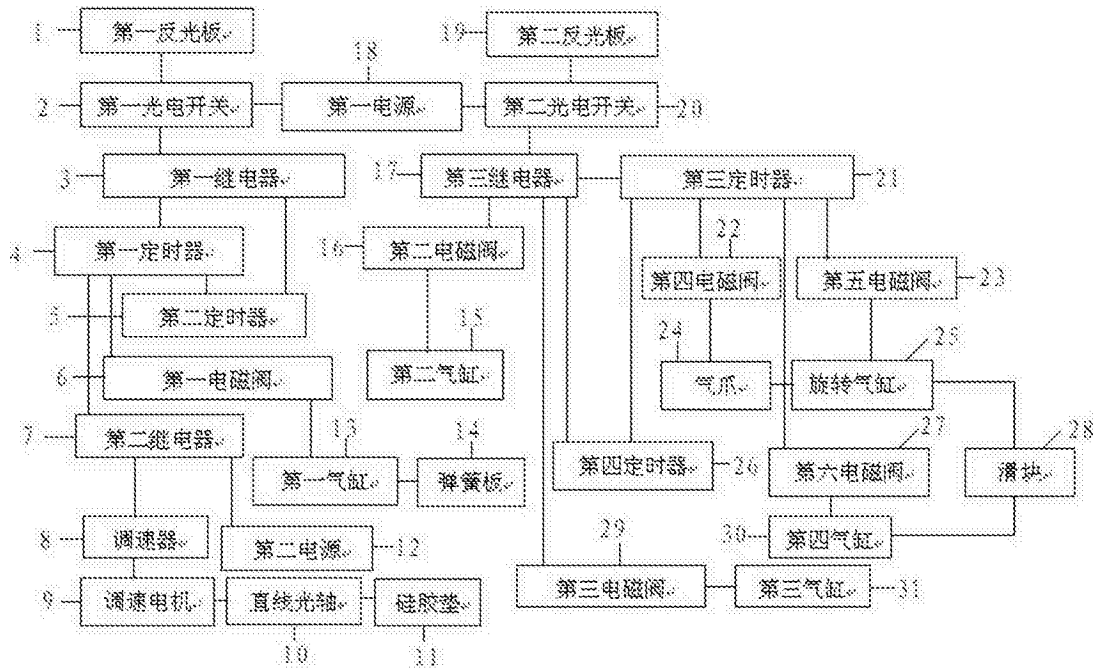 1 第一反光板 19 第二反光板
18
2 第一光电开关 第一电源 第二光电开关 20
3 第一继电器 17 第三继电器 第三定时器 21
22
4 第一定时器 16 第二电磁阀 第四电磁阀 第五电磁阀 23
5 第二定时器 15 24 25
6 第一电磁阀 第二气缸 气爪 旋转气缸
7 第二继电器 13 14 27 28
第一气缸 弹簧板 第四定时器 26 第六电磁阀 滑块
8 调速器 第二电源 12 29 30 第四气缸
9 调速电机 直线光轴 硅胶垫 第三电磁阀 第三气缸 31
10 11